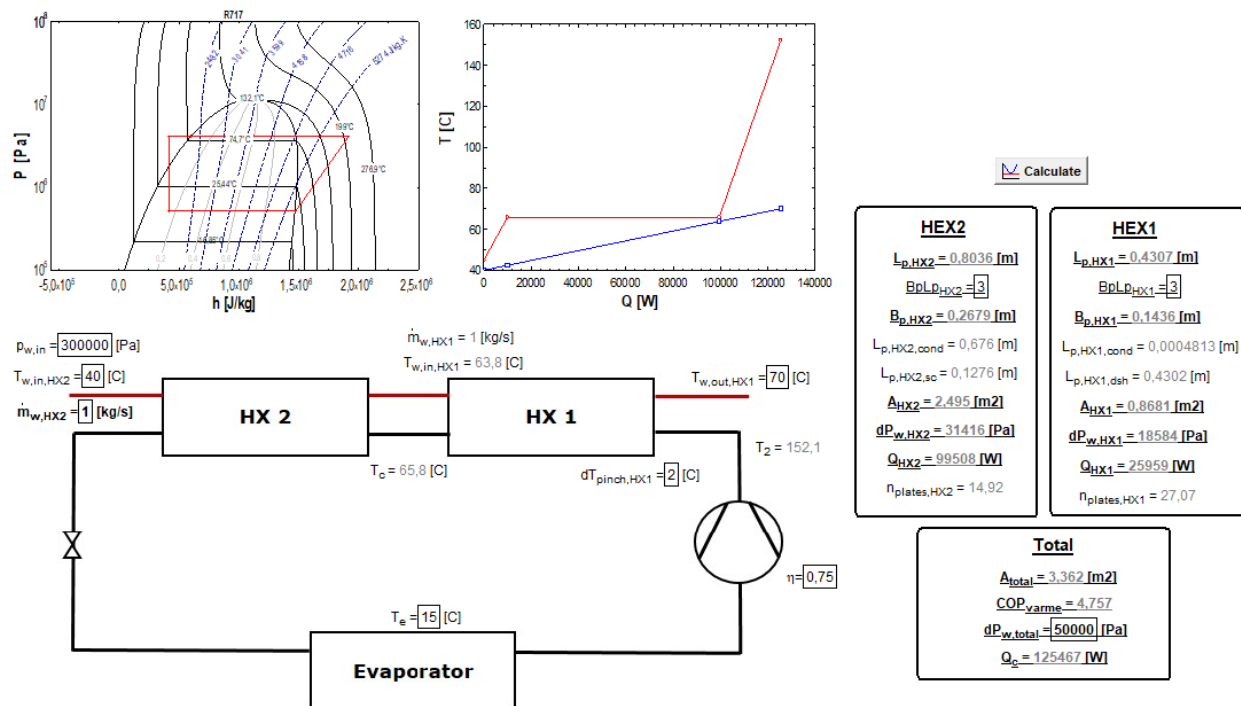 R717
P [Pa]
10^8
10^7
10^6
10^5
132,1°C
74,7°C
25,44°C
199°C
276,9°C
0,2 0,4 0,6 0,8
-5,0x10^5 0,0 5,0x10^5 1,0x10^6 1,5x10^6 2,0x10^6 2,5x10^6
h [J/kg]
T [C]
160
140
120
100
80
60
40
0 20000 40000 60000 80000 100000 120000 140000
Q [W]
Calculate
p_w,in = 300000 [Pa]
T_w,in,HX2 = 40 [C]
ṁ_w,HX2 = 1 [kg/s]
ṁ_w,HX1 = 1 [kg/s]
T_w,in,HX1 = 63,8 [C]
T_w,out,HX1 = 70 [C]
HX 2
HX 1
T_c = 65,8 [C]
dT_pinch,HX1 = 2 [C]
T_2 = 152,1
η= 0,75
T_e = 15 [C]
Evaporator
HEX2
L_p,HX2 = 0,8036 [m]
BpLp_HX2 = 3
B_p,HX2 = 0,2679 [m]
L_p,HX2,cond = 0,676 [m]
L_p,HX2,sc = 0,1276 [m]
A_HX2 = 2,495 [m2]
dP_w,HX2 = 31416 [Pa]
Q_HX2 = 99508 [W]
n_plates,HX2 = 14,92
HEX1
L_p,HX1 = 0,4307 [m]
BpLp_HX1 = 3
B_p,HX1 = 0,1436 [m]
L_p,HX1,cond = 0,0004813 [m]
L_p,HX1,dsh = 0,4302 [m]
A_HX1 = 0,8681 [m2]
dP_w,HX1 = 18584 [Pa]
Q_HX1 = 25959 [W]
n_plates,HX1 = 27,07
Total
A_total = 3,362 [m2]
COP_varme = 4,757
dP_w,total = 50000 [Pa]
Q_c = 125467 [W]